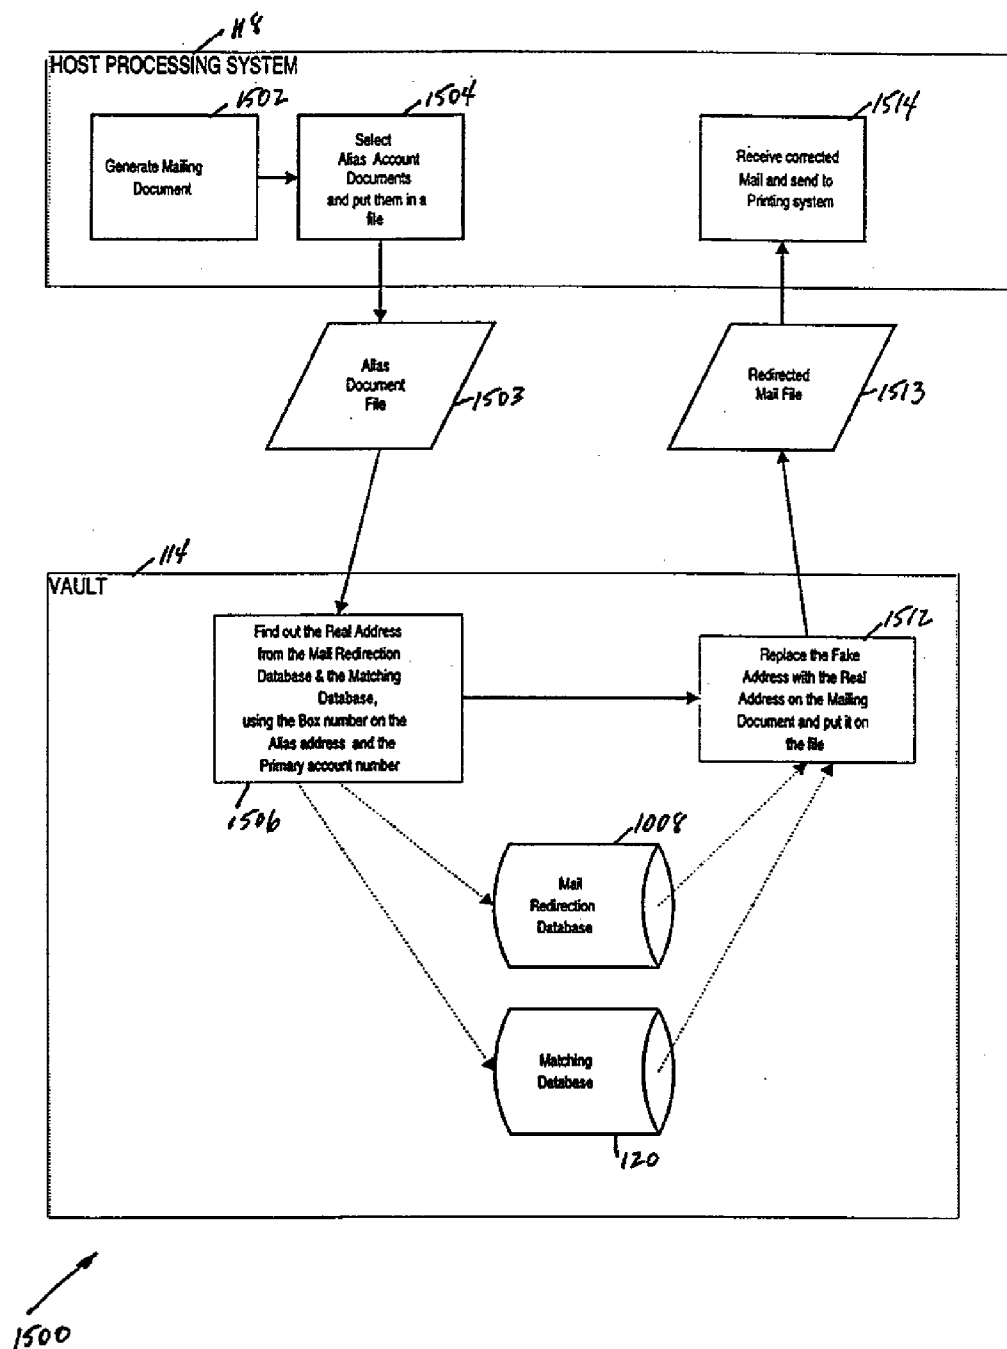 118
HOST PROCESSING SYSTEM
1502
Generate Mailing
Document
1504
Select
Alias Account
Documents
and put them in a
file
1514
Receive corrected
Mail and send to
Printing system
Alias
Document
File
1503
Redirected
Mail File
1513
114
VAULT
Find out the Real Address
from the Mail Redirection
Database & the Matching
Database,
using the Box number on the
Alias address and the
Primary account number
1506
1512
Replace the Fake
Address with the Real
Address on the Mailing
Document and put it on
the file
1008
Mail
Redirection
Database
Matching
Database
120
1500